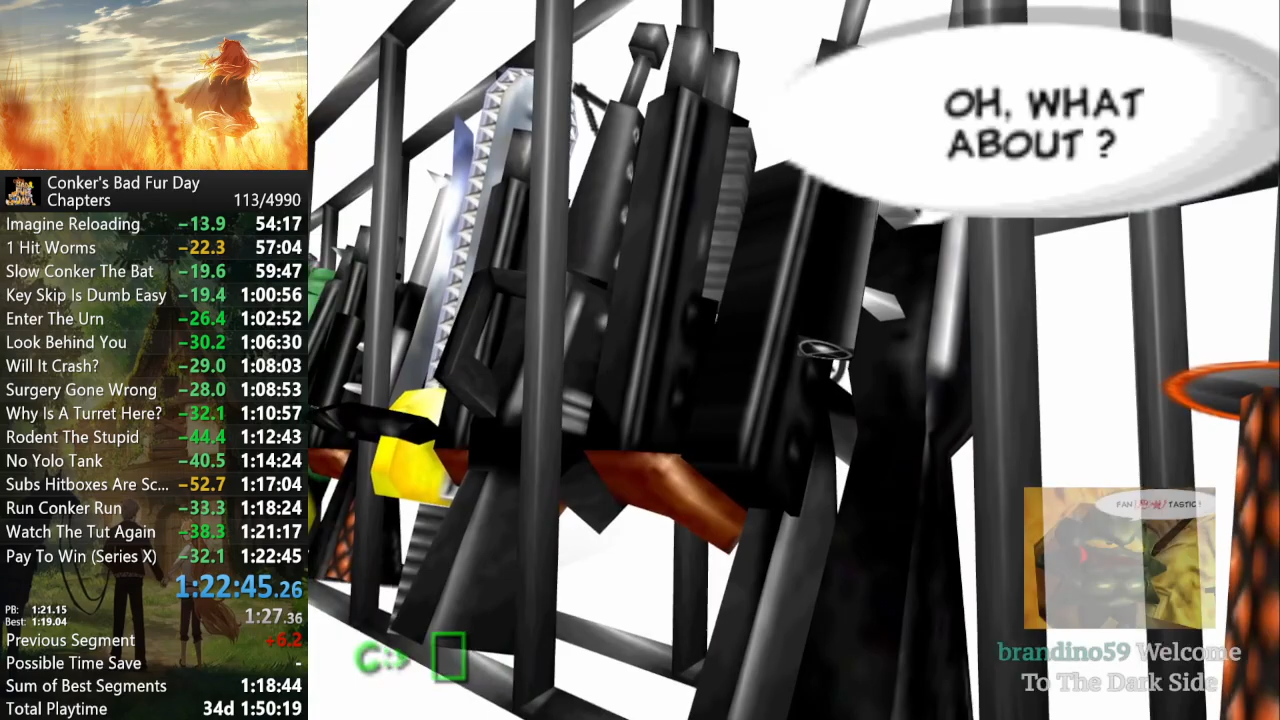 Conker's Bad Fur Day
Chapters 113/4990
Imagine Reloading -13.9 54:17
1 Hit Worms -22.3 57:04
Slow Conker The Bat -19.6 59:47
Key Skip Is Dumb Easy -19.4 1:00:56
Enter The Urn -26.4 1:02:52
Look Behind You -30.2 1:06:30
Will It Crash? -29.0 1:08:03
Surgery Gone Wrong -28.0 1:08:53
Why Is A Turret Here? -32.1 1:10:57
Rodent The Stupid -44.4 1:12:43
No Yolo Tank -40.5 1:14:24
Subs Hitboxes Are Sc... -52.7 1:17:04
Run Conker Run -33.3 1:18:24
Watch The Tut Again -38.3 1:21:17
Pay To Win (Series X) -32.1 1:22:45
1:22:45.26
PB: 1:21.15
Best: 1:19.04
1:27.36
Previous Segment +6.2
Possible Time Save -
Sum of Best Segments 1:18:44
Total Playtime 34d 1:50:19
OH, WHAT
ABOUT ?
C:>
brandino59 Welcome
To The Dark Side